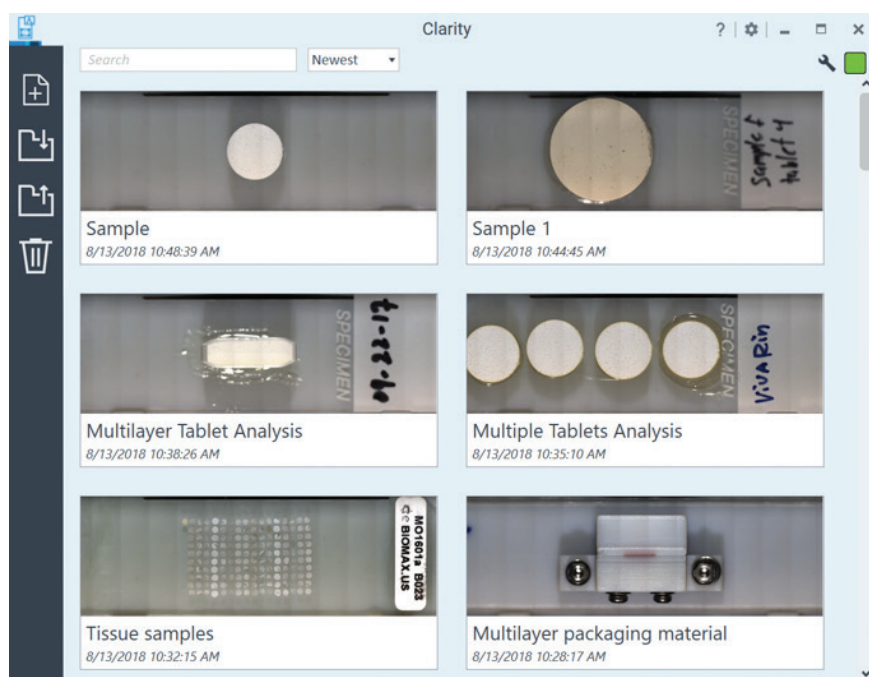 Clarity
?
Search
Newest
SPECIMEN
sample f
tablet 4
Sample
8/13/2018 10:48:39 AM
Sample 1
8/13/2018 10:44:45 AM
SPECIMEN
SPECIMEN
VIVARIN
Multilayer Tablet Analysis
8/13/2018 10:38:26 AM
Multiple Tablets Analysis
8/13/2018 10:35:10 AM
MO1601a B023
BIOMAX.US
Tissue samples
8/13/2018 10:32:15 AM
Multilayer packaging material
8/13/2018 10:28:17 AM